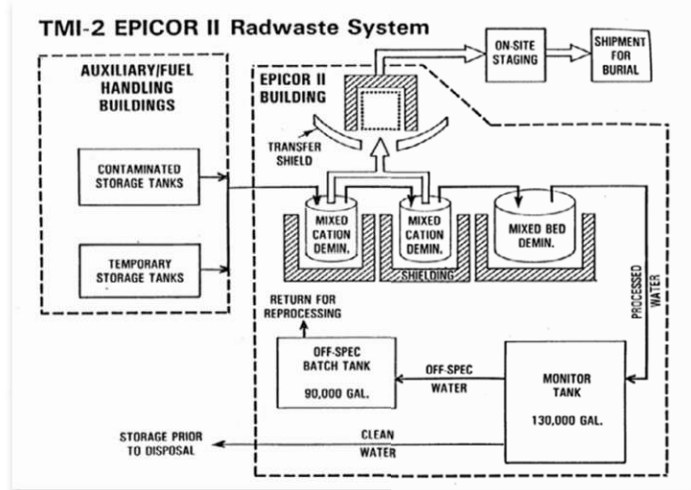 TMI-2 EPICOR II Radwaste System
AUXILIARY/FUEL
HANDLING
BUILDINGS
CONTAMINATED
STORAGE TANKS
TEMPORARY
STORAGE TANKS
EPICOR II
BUILDING
TRANSFER
SHIELD
ON-SITE
STAGING
SHIPMENT
FOR
BURIAL
MIXED
CATION
DEMIN.
MIXED
CATION
DEMIN.
MIXED BED
DEMIN.
SHIELDING
PROCESSED
WATER
RETURN FOR
REPROCESSING
OFF-SPEC
BATCH TANK
90,000 GAL.
OFF-SPEC
WATER
MONITOR
TANK
130,000 GAL.
CLEAN
WATER
STORAGE PRIOR
TO DISPOSAL